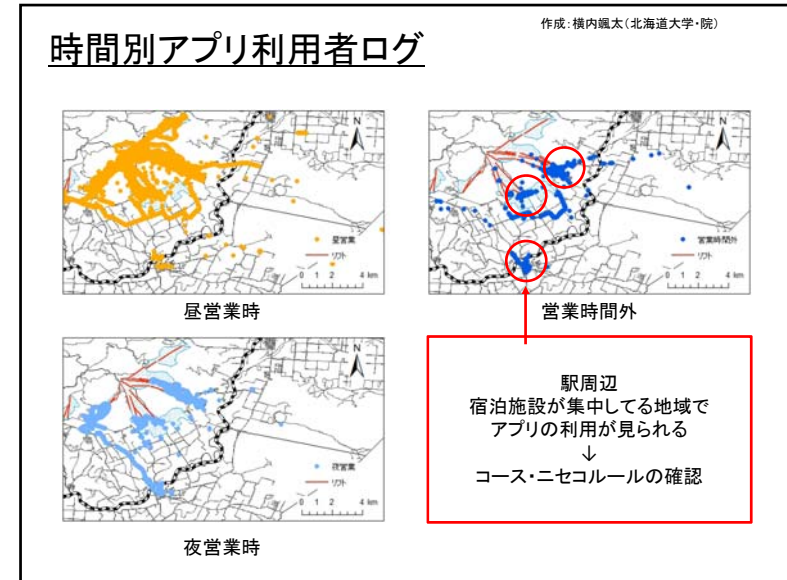 作成：横内颯太（北海道大学・院）
時間別アプリ利用者ログ
N
昼営業
リフト
0 1 2 4 km
昼営業時
N
営業時間外
リフト
0 1 2 4 km
営業時間外
N
夜営業
リフト
0 1 2 4 km
夜営業時
駅周辺
宿泊施設が集中してる地域で
アプリの利用が見られる
↓
コース・ニセコルールの確認